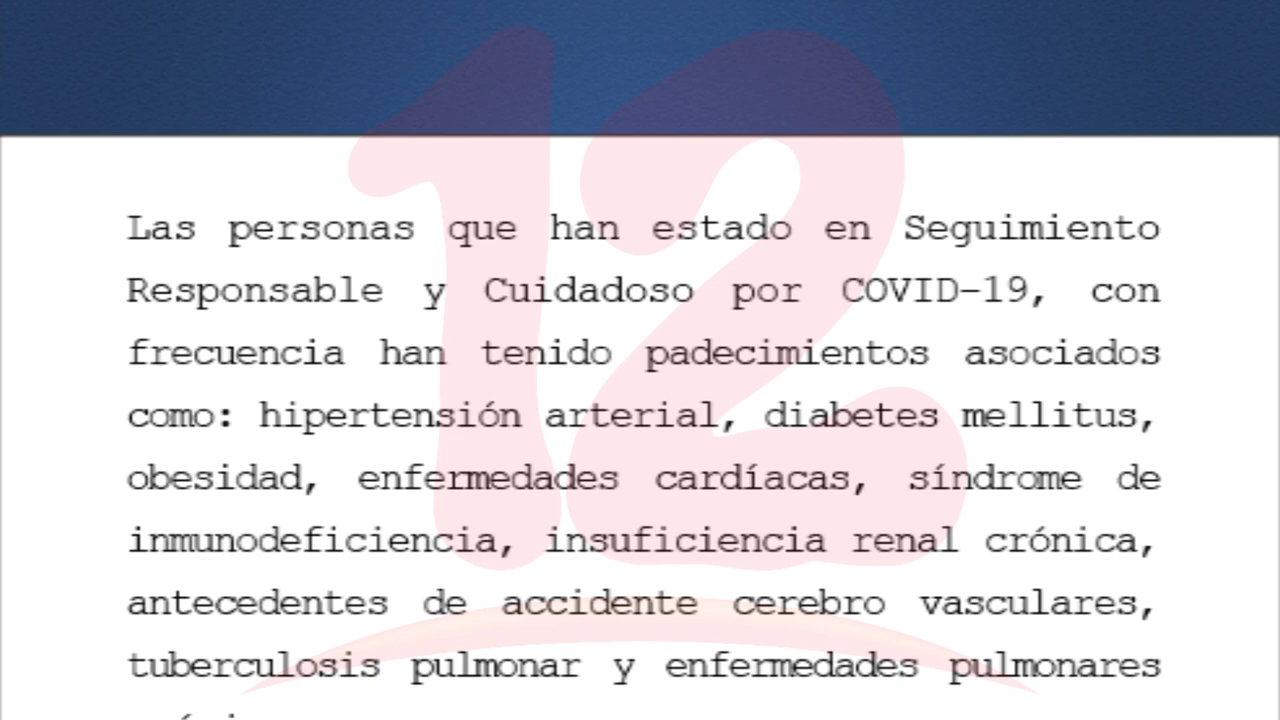 12
Las personas que han estado en Seguimiento
Responsable y Cuidadoso por COVID-19, con
frecuencia han tenido padecimientos asociados
como: hipertensión arterial, diabetes mellitus,
obesidad, enfermedades cardíacas, síndrome de
inmunodeficiencia, insuficiencia renal crónica,
antecedentes de accidente cerebro vasculares,
tuberculosis pulmonar y enfermedades pulmonares